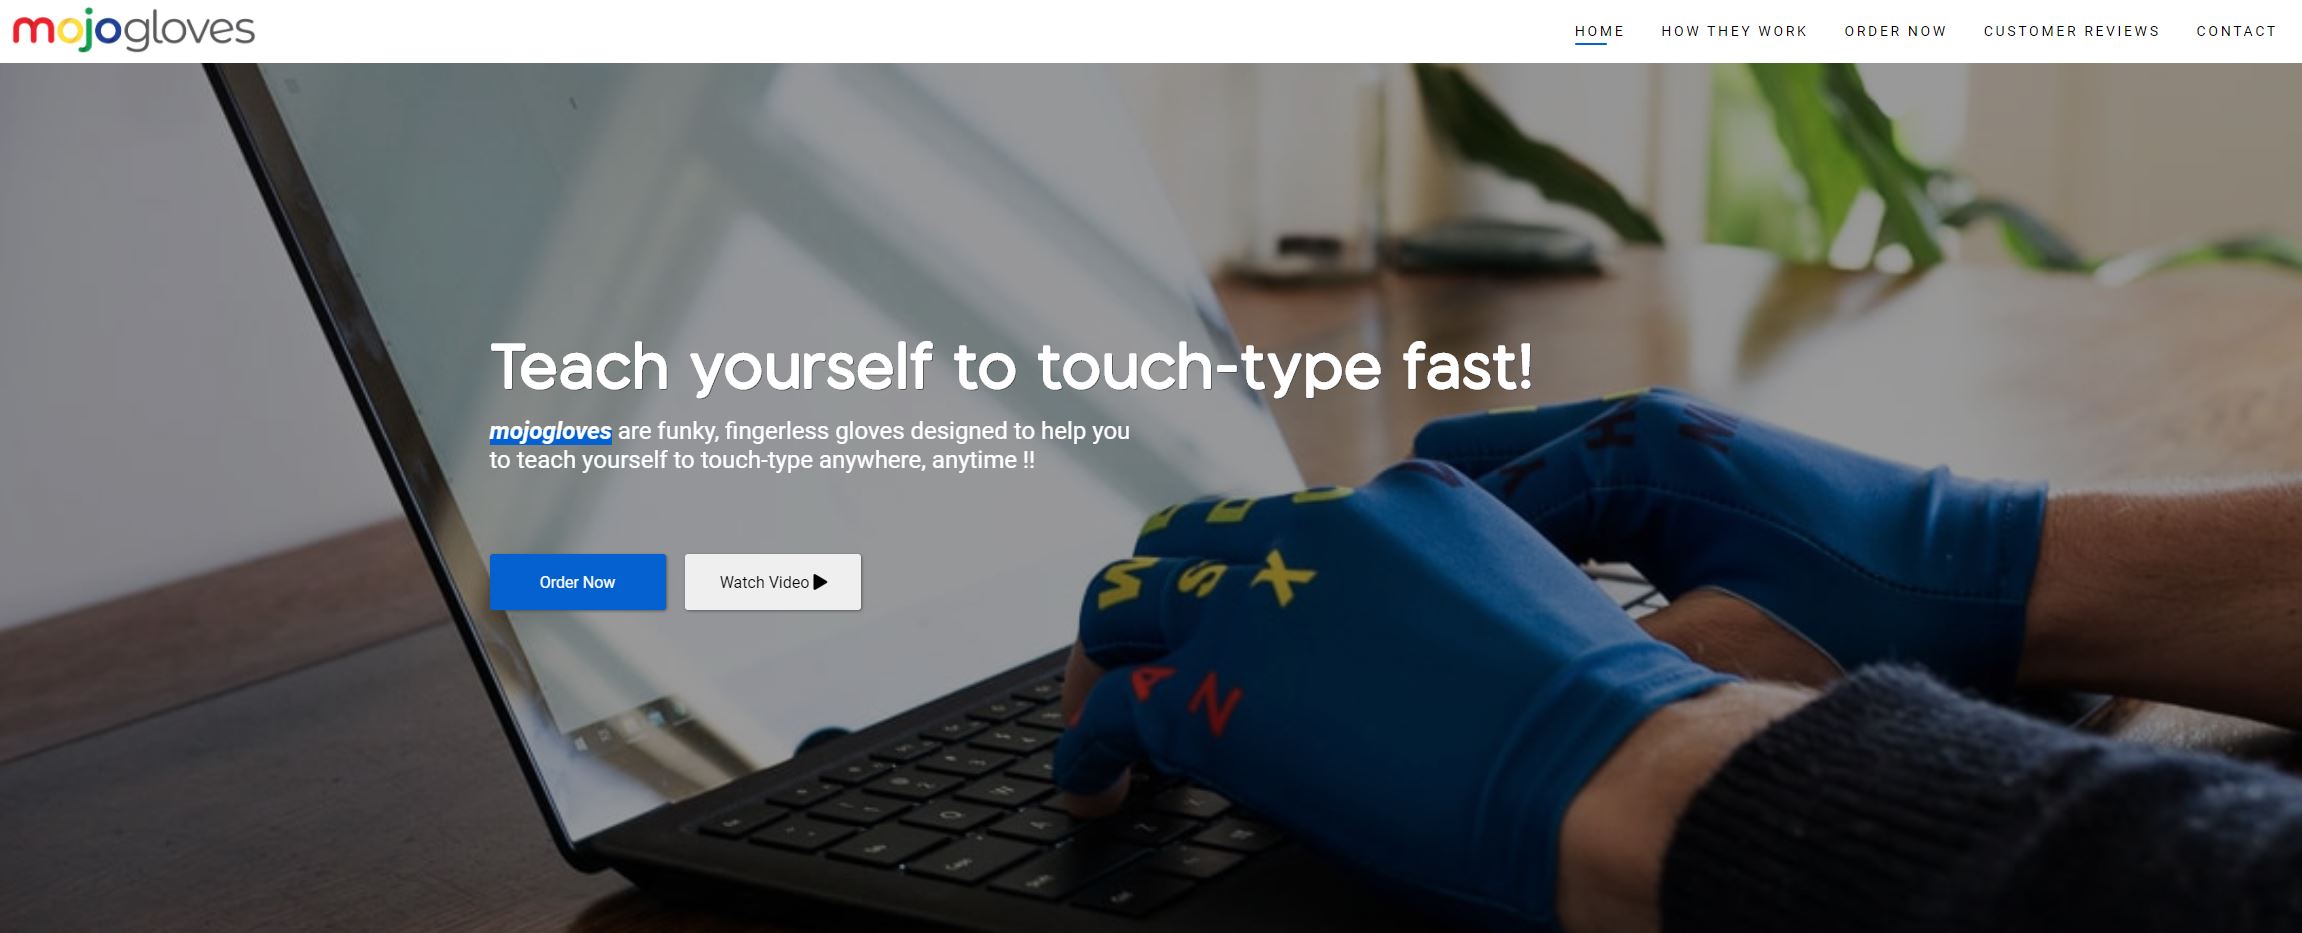 mojogloves
HOME HOW THEY WORK ORDER NOW CUSTOMER REVIEWS CONTACT
Teach yourself to touch-type fast!
mojogloves are funky, fingerless gloves designed to help you
to teach yourself to touch-type anywhere, anytime !!
Order Now Watch Video
H N
W S X
A Z